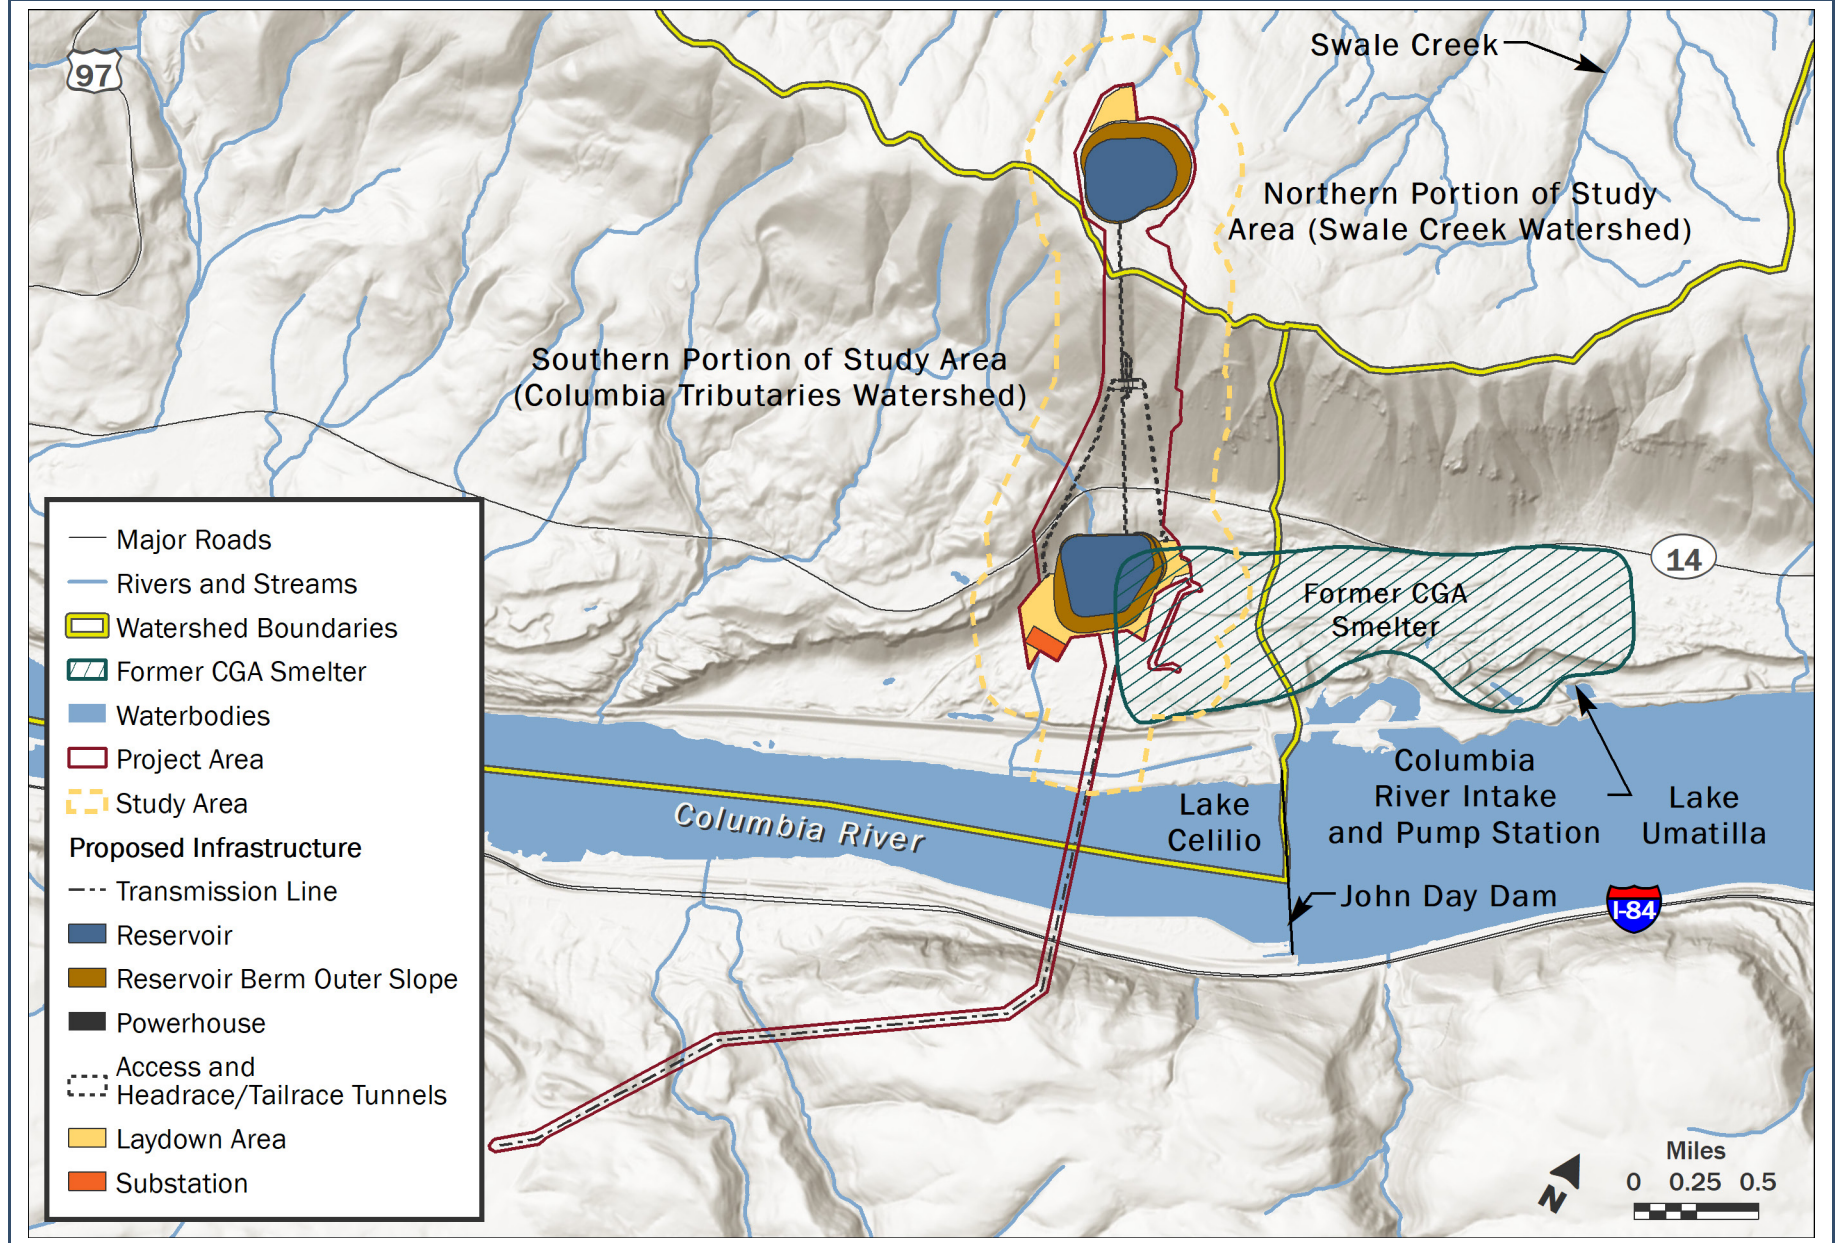 97
Swale Creek
Northern Portion of Study
Area (Swale Creek Watershed)
Southern Portion of Study Area
(Columbia Tributaries Watershed)
14
Former CGA
Smelter
Columbia
River Intake
and Pump Station
Lake
Umatilla
Lake
Celilio
Columbia River
John Day Dam
I-84
Major Roads
Rivers and Streams
Watershed Boundaries
Former CGA Smelter
Waterbodies
Project Area
Study Area
Proposed Infrastructure
Transmission Line
Reservoir
Reservoir Berm Outer Slope
Powerhouse
Access and
Headrace/Tailrace Tunnels
Laydown Area
Substation
N
Miles
0 0.25 0.5